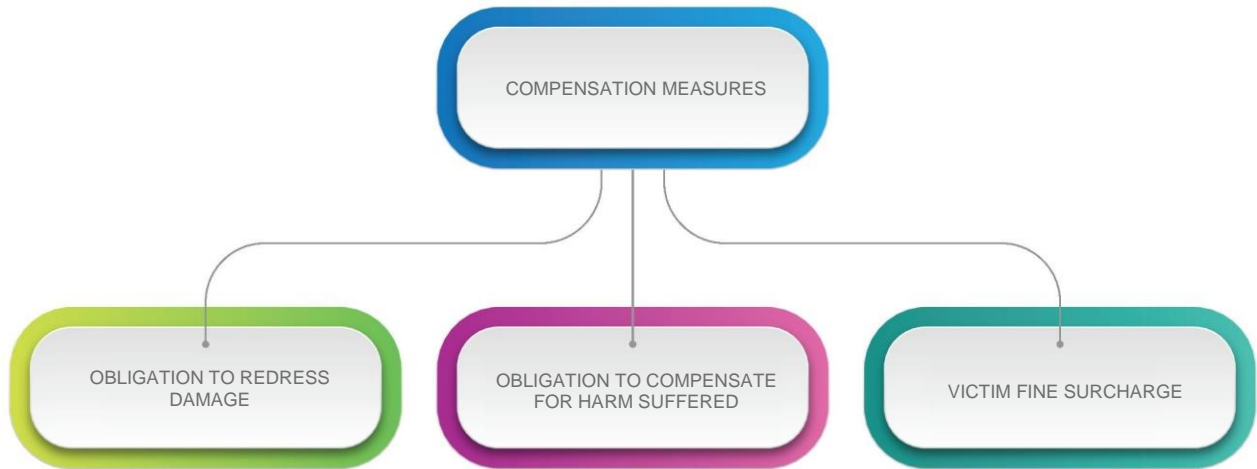 COMPENSATION MEASURES
OBLIGATION TO REDRESS
DAMAGE
OBLIGATION TO COMPENSATE
FOR HARM SUFFERED
VICTIM FINE SURCHARGE